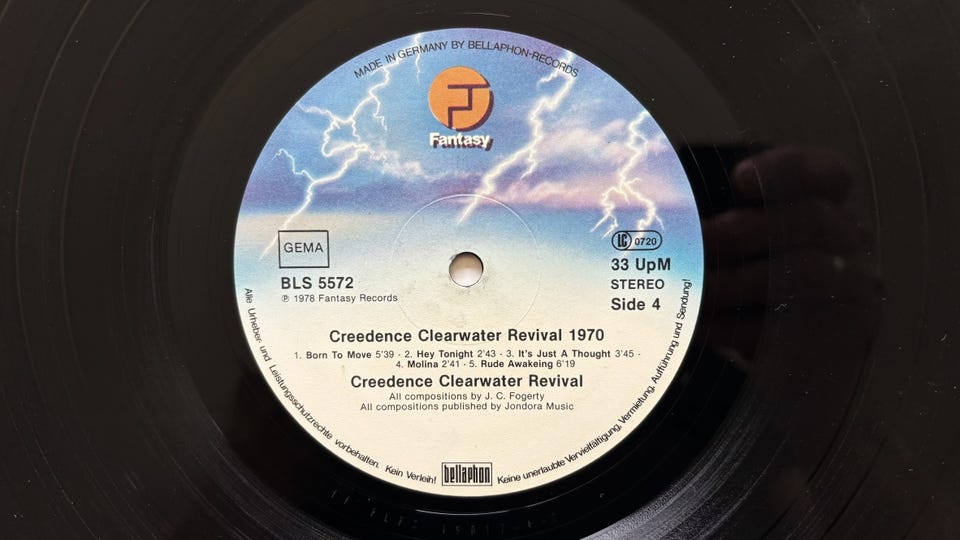 MADE IN GERMANY BY BELLAPHON-RECORDS
Fantasy
GEMA
LC 0720
BLS 5572
33 UpM
℗ 1978 Fantasy Records
STEREO
Side 4
Creedence Clearwater Revival 1970
1. Born To Move 5'39 · 2. Hey Tonight 2'43 · 3. It's Just A Thought 3'45 ·
4. Molina 2'41 · 5. Rude Awakeing 6'19
Creedence Clearwater Revival
All compositions by J. C. Fogerty
All compositions published by Jondora Music
Alle Urheber- und Leistungsschutzrechte vorbehalten. Kein Verleih!
bellaphon
Keine unerlaubte Vervielfältigung, Vermietung, Aufführung, Sendung!